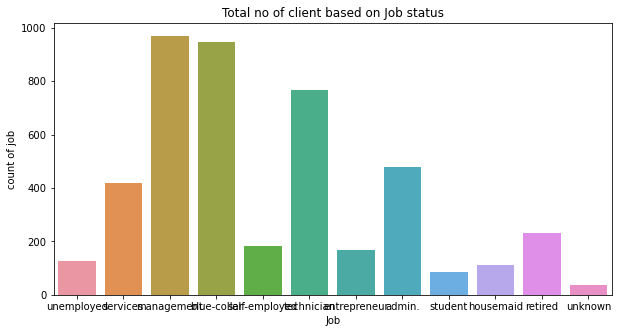 Total no of client based on Job status
count of job
1000
800
600
400
200
0
unemployed services management blue-collar self-employed technician entrepreneur admin. student housemaid retired unknown
Job